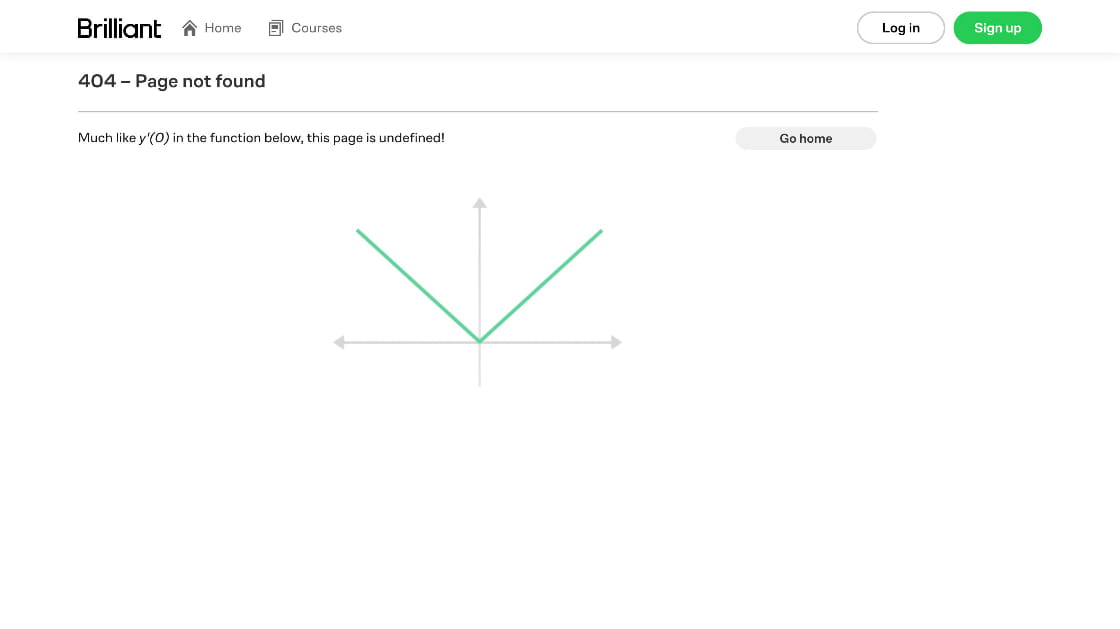 Brilliant Home Courses Log in Sign up
404 – Page not found
Much like y'(0) in the function below, this page is undefined! Go home